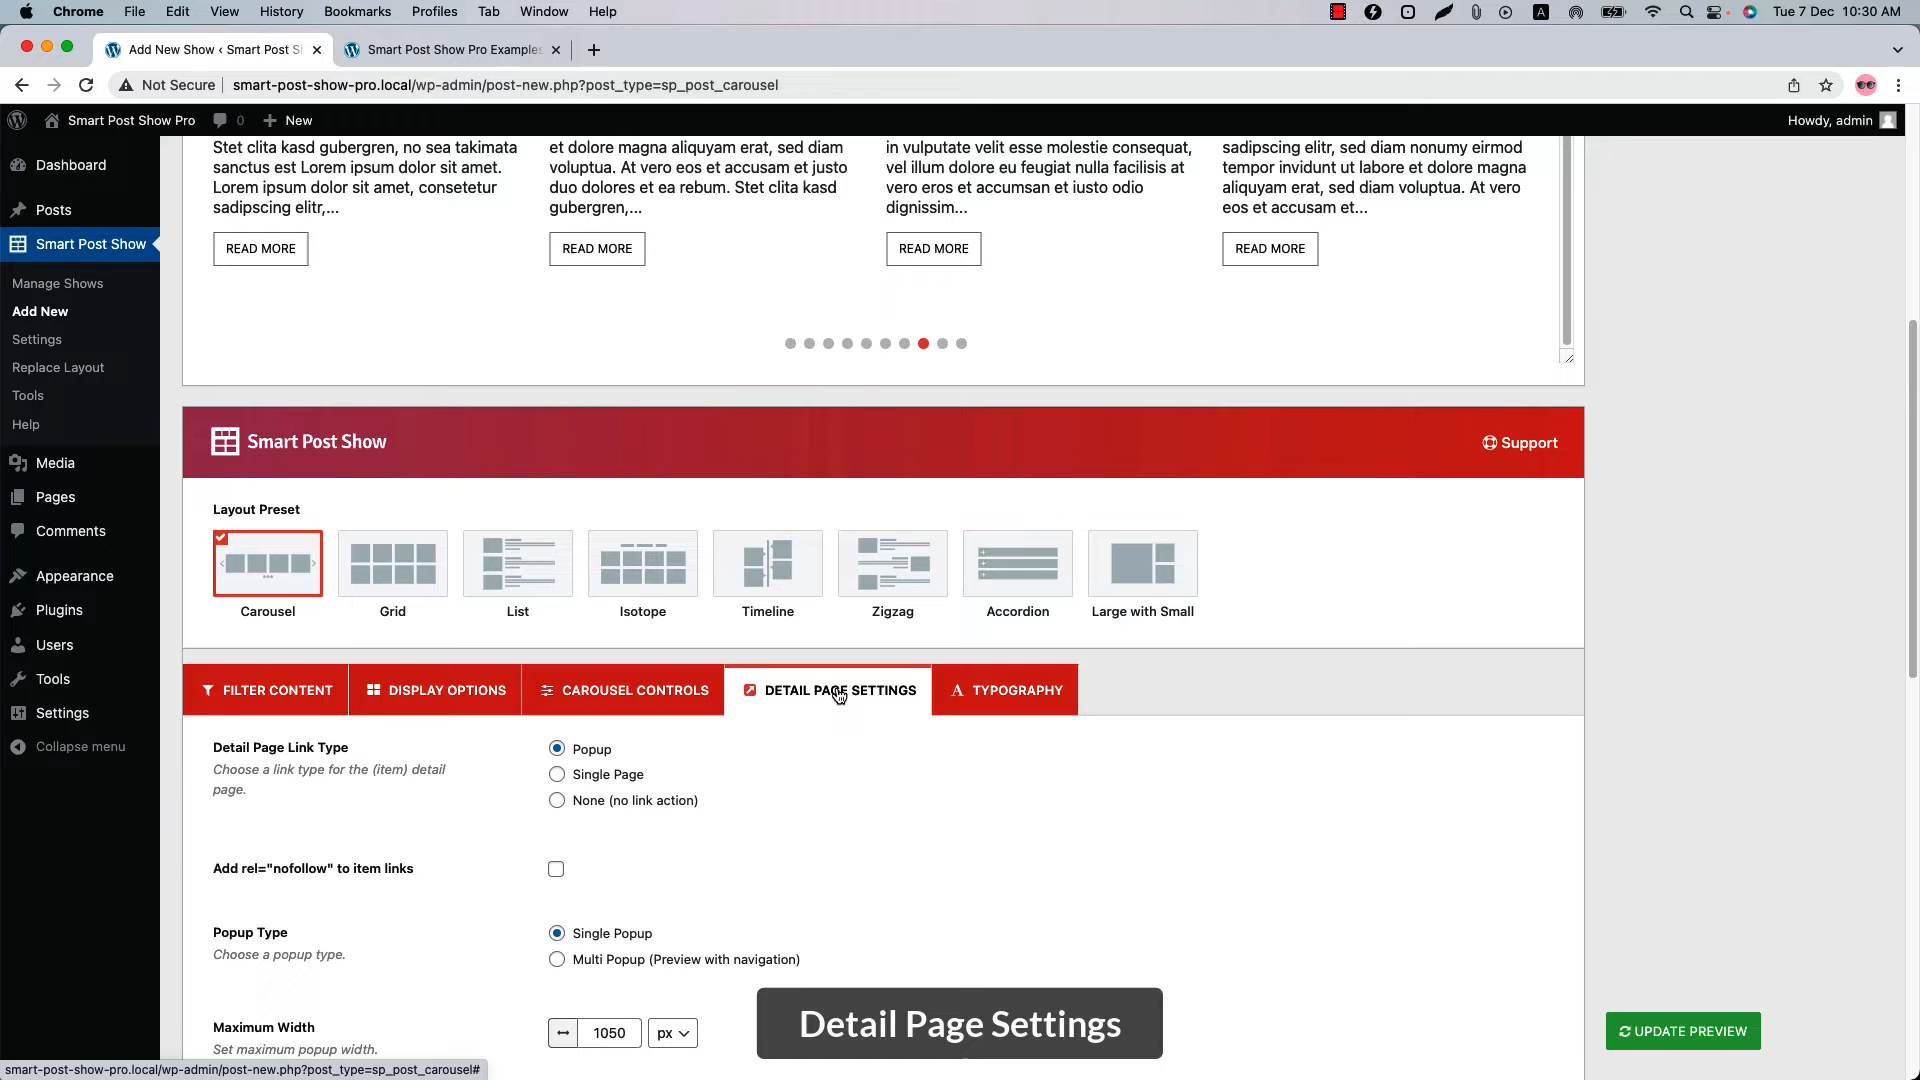 Chrome File Edit View History Bookmarks Profiles Tab Window Help A Tue 7 Dec 10:30 AM
Add New Show ‹ Smart Post S
Smart Post Show Pro Examples
Not Secure smart-post-show-pro.local/wp-admin/post-new.php?post_type=sp_post_carousel
Smart Post Show Pro 0 New Howdy, admin
Dashboard
Posts
Smart Post Show
Manage Shows
Add New
Settings
Replace Layout
Tools
Help
Media
Pages
Comments
Appearance
Plugins
Users
Tools
Settings
Collapse menu
Stet clita kasd gubergren, no sea takimata
sanctus est Lorem ipsum dolor sit amet.
Lorem ipsum dolor sit amet, consetetur
sadipscing elitr,...
READ MORE
et dolore magna aliquyam erat, sed diam
voluptua. At vero eos et accusam et justo
duo dolores et ea rebum. Stet clita kasd
gubergren,...
READ MORE
in vulputate velit esse molestie consequat,
vel illum dolore eu feugiat nulla facilisis at
vero eros et accumsan et iusto odio
dignissim...
READ MORE
sadipscing elitr, sed diam nonumy eirmod
tempor invidunt ut labore et dolore magna
aliquyam erat, sed diam voluptua. At vero
eos et accusam et...
READ MORE
Smart Post Show Support
Layout Preset
Carousel Grid List Isotope Timeline Zigzag Accordion Large with Small
FILTER CONTENT DISPLAY OPTIONS CAROUSEL CONTROLS DETAIL PAGE SETTINGS A TYPOGRAPHY
Detail Page Link Type
Choose a link type for the (item) detail
page.
Popup
Single Page
None (no link action)
Add rel="nofollow" to item links
Popup Type
Choose a popup type.
Single Popup
Multi Popup (Preview with navigation)
Maximum Width
Set maximum popup width.
1050 px
Detail Page Settings
UPDATE PREVIEW
smart-post-show-pro.local/wp-admin/post-new.php?post_type=sp_post_carousel#